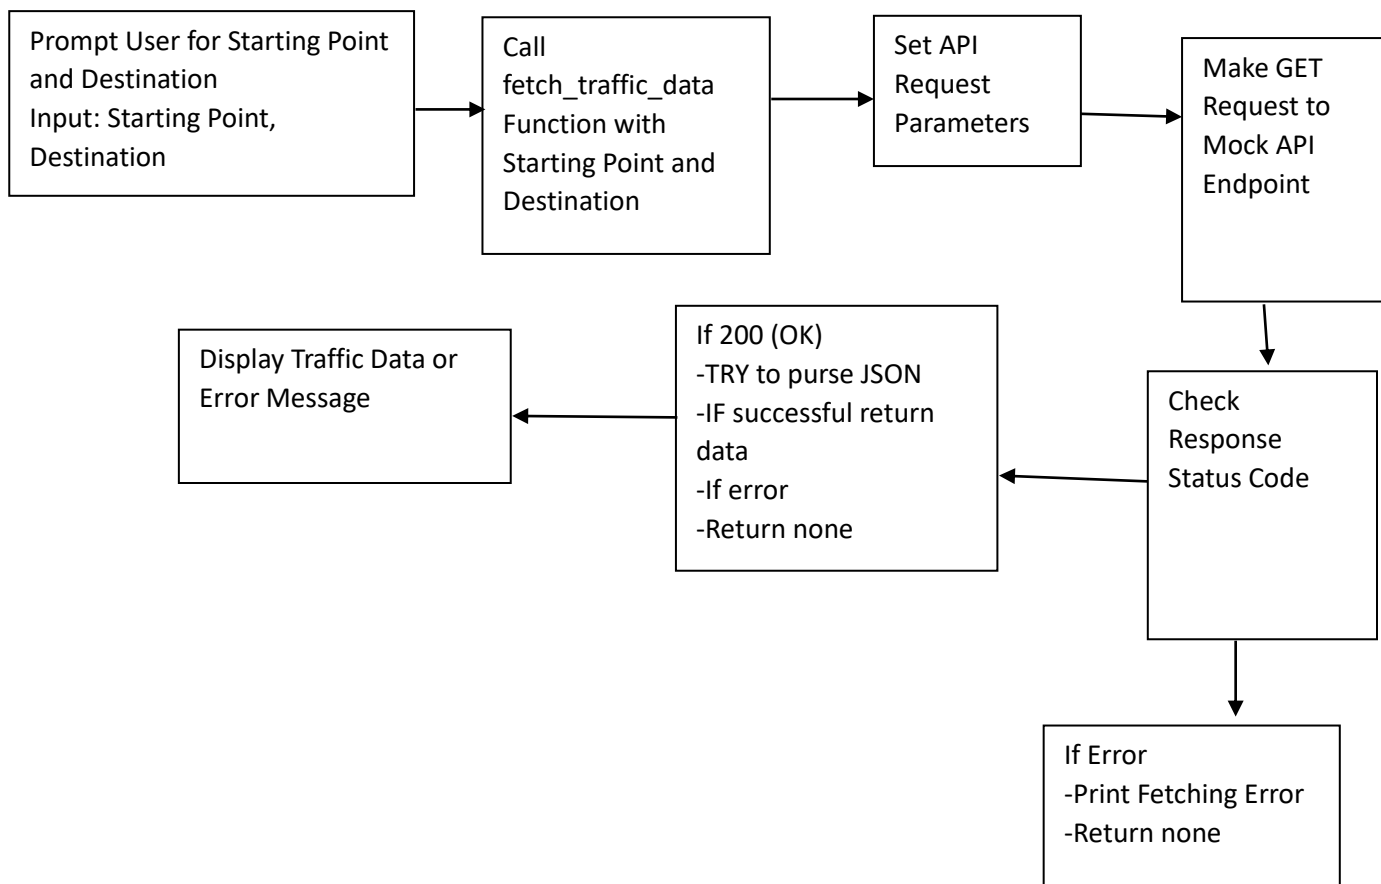 Prompt User for Starting Point
and Destination
Input: Starting Point,
Destination
Call
fetch_traffic_data
Function with
Starting Point and
Destination
Set API
Request
Parameters
Make GET
Request to
Mock API
Endpoint
Check
Response
Status Code
If 200 (OK)
-TRY to purse JSON
-IF successful return
data
-If error
-Return none
Display Traffic Data or
Error Message
If Error
-Print Fetching Error
-Return none